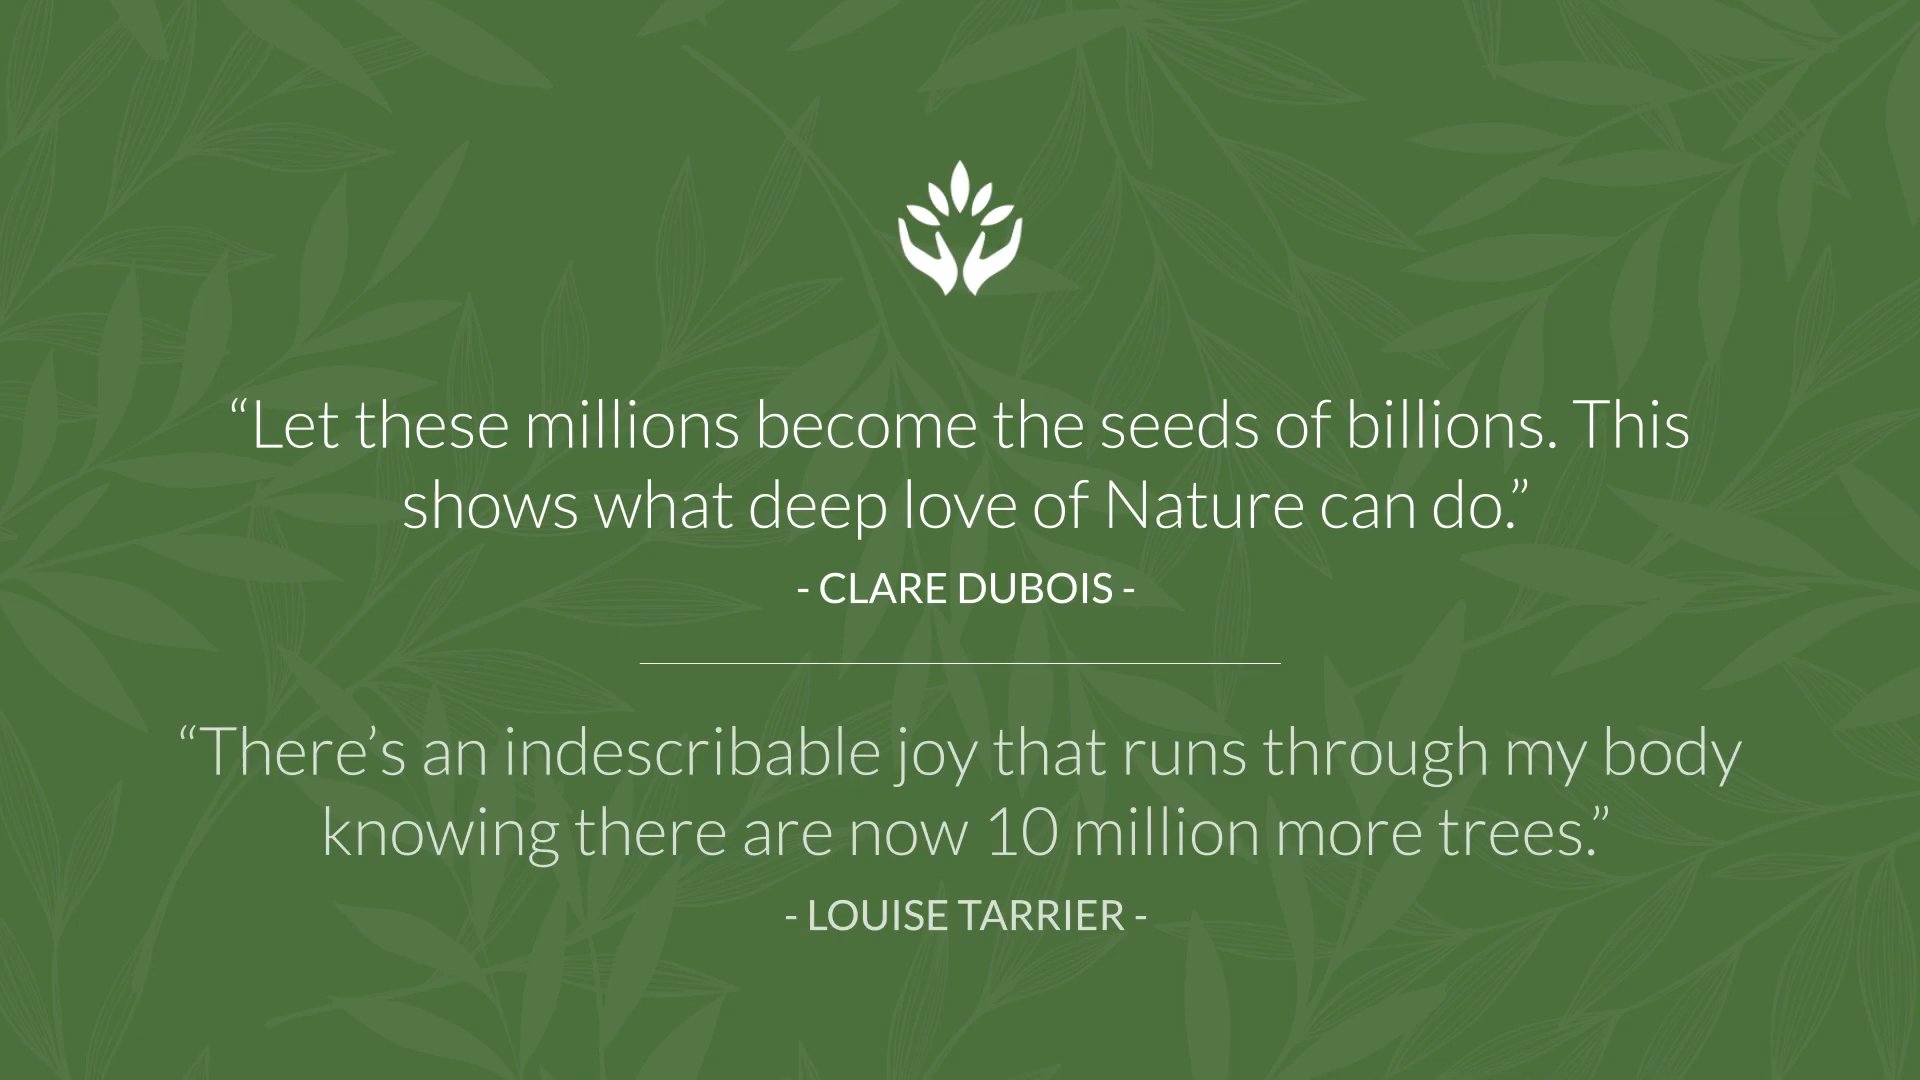 “Let these millions become the seeds of billions. This
shows what deep love of Nature can do.”
- CLARE DUBOIS -
“There’s an indescribable joy that runs through my body
knowing there are now 10 million more trees.”
- LOUISE TARRIER -